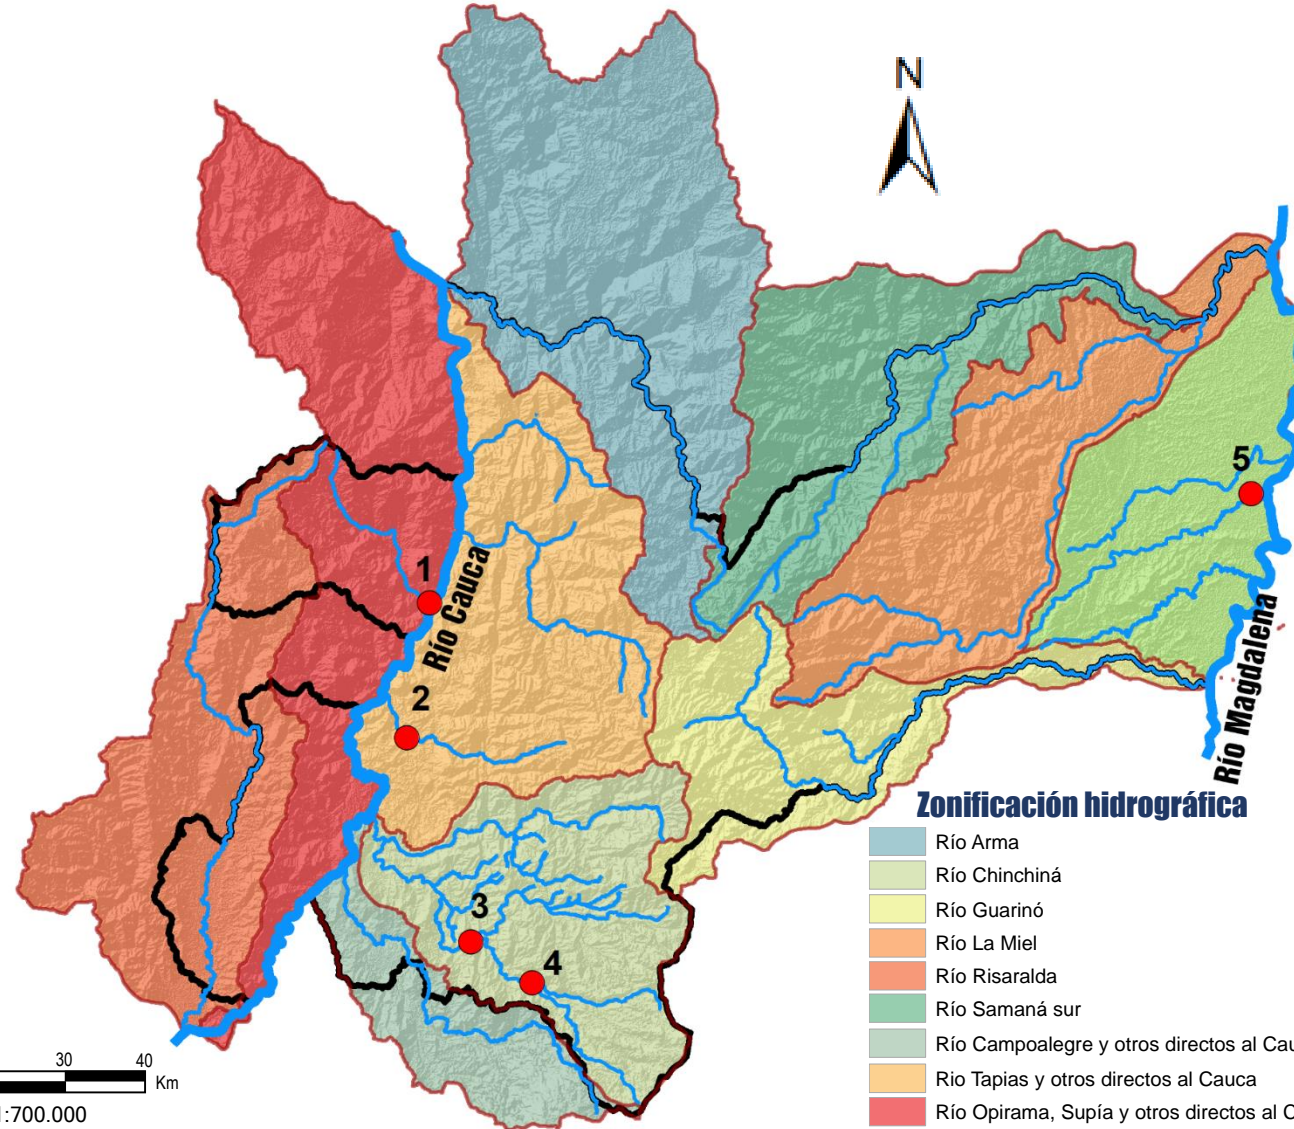 N
5
1
Río Cauca
2
Río Magdalena
3
4
Zonificación hidrográfica
Río Arma
Río Chinchiná
Río Guarinó
Río La Miel
Río Risaralda
Río Samaná sur
Río Campoalegre y otros directos al Cau
Rio Tapias y otros directos al Cauca
Río Opirama, Supía y otros directos al C
30 40
Km
1:700.000